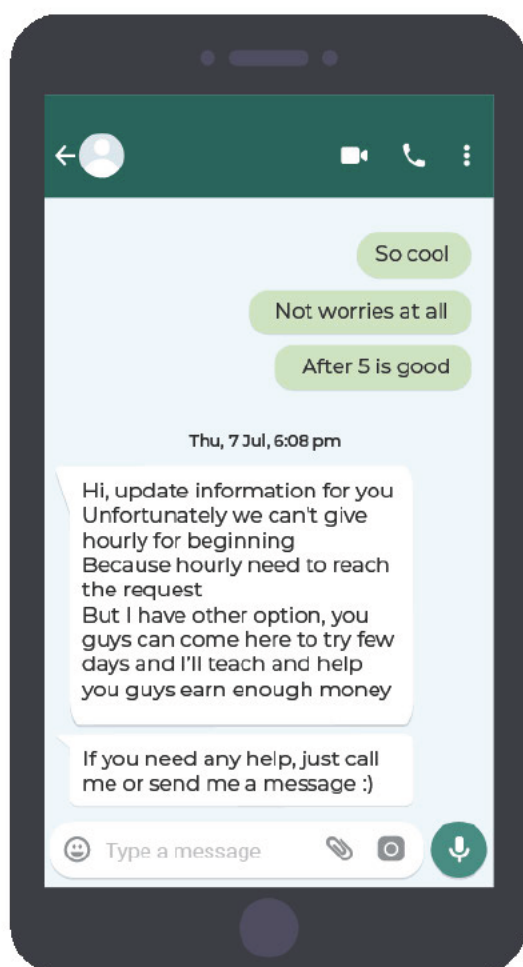 So cool
Not worries at all
After 5 is good
Thu, 7 Jul, 6:08 pm
Hi, update information for you
Unfortunately we can't give
hourly for beginning
Because hourly need to reach
the request
But I have other option, you
guys can come here to try few
days and I'll teach and help
you guys earn enough money
If you need any help, just call
me or send me a message :)
Type a message